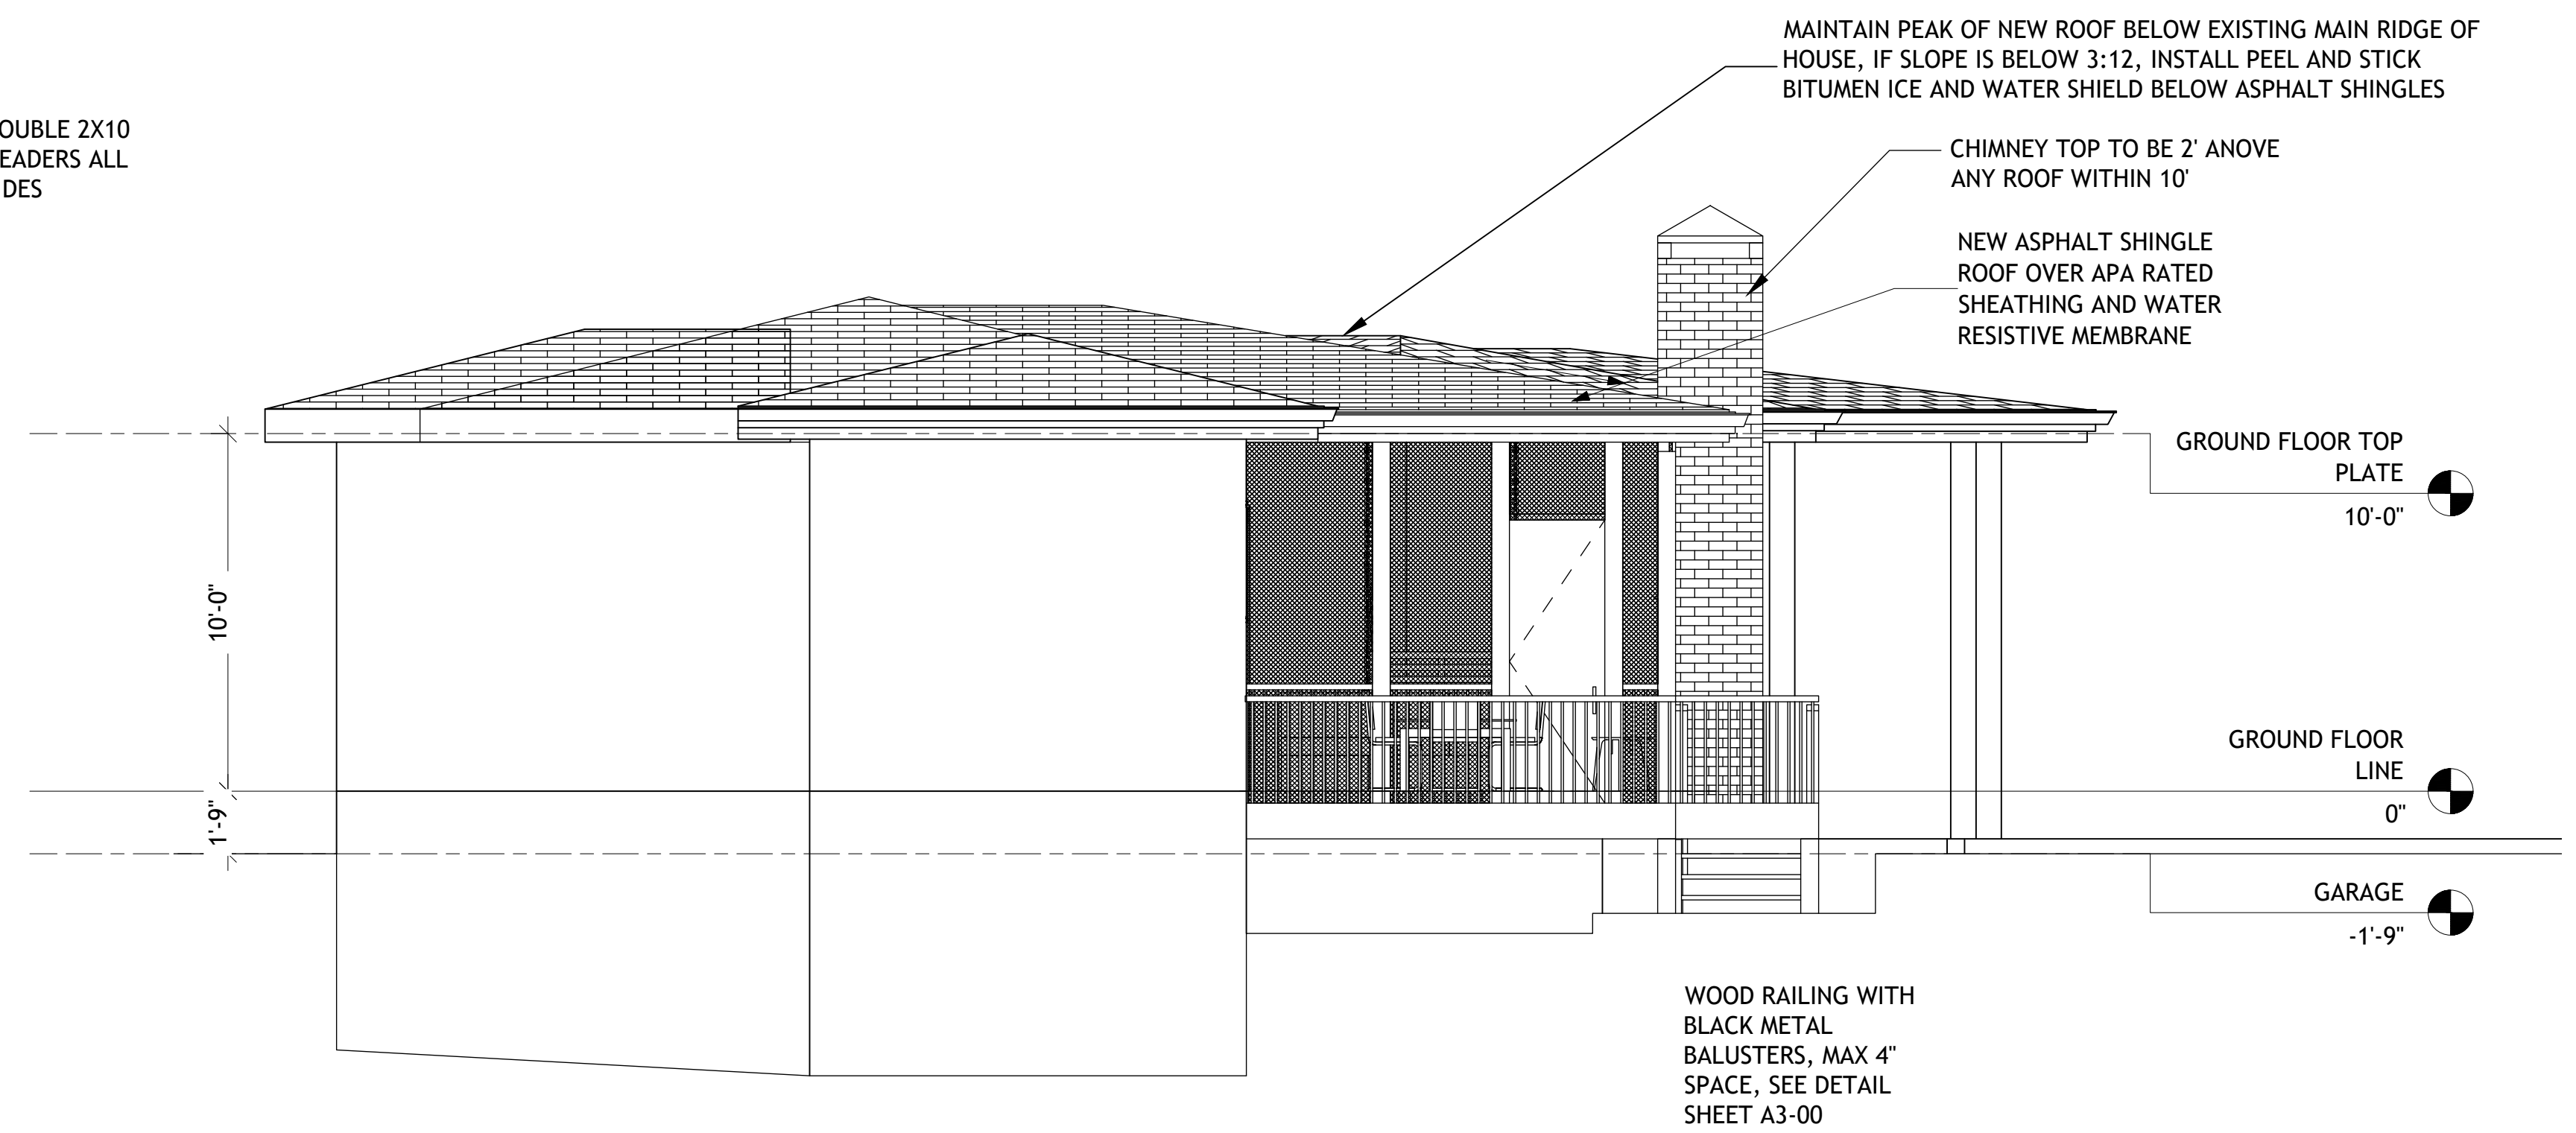 MAINTAIN PEAK OF NEW ROOF BELOW EXISTING MAIN RIDGE OF
HOUSE, IF SLOPE IS BELOW 3:12, INSTALL PEEL AND STICK
BITUMEN ICE AND WATER SHIELD BELOW ASPHALT SHINGLES
OUBLE 2X10
EADERS ALL
DES
CHIMNEY TOP TO BE 2' ANOVE
ANY ROOF WITHIN 10'
NEW ASPHALT SHINGLE
ROOF OVER APA RATED
SHEATHING AND WATER
RESISTIVE MEMBRANE
GROUND FLOOR TOP
PLATE
10'-0"
10'-0"
GROUND FLOOR
LINE
0"
1'-9"
GARAGE
-1'-9"
WOOD RAILING WITH
BLACK METAL
BALUSTERS, MAX 4"
SPACE, SEE DETAIL
SHEET A3-00